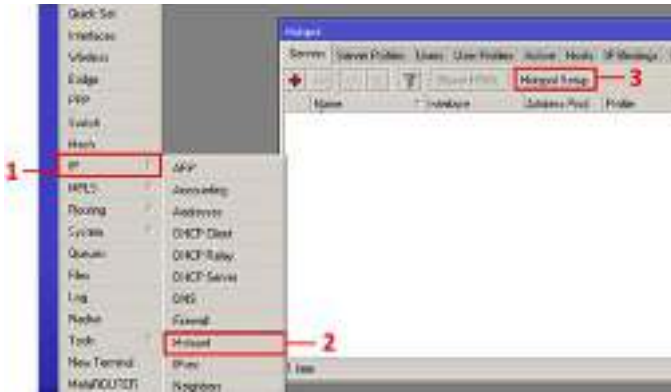 Quick Set
Interfaces
Wireless
Bridge
PPP
Switch
Mesh
IP
MPLS
Routing
System
Queues
Files
Log
Radius
Tools
New Terminal
MetaROUTER
1
ARP
Accounting
Addresses
DHCP Client
DHCP Relay
DHCP Server
DNS
Firewall
Hotspot
IPsec
Neighbors
2
Hotspot
Servers Server Profiles Users User Profiles Active Hosts IP Bindings
Reset HTML Hotspot Setup
3
Name Interface Address Pool Profile